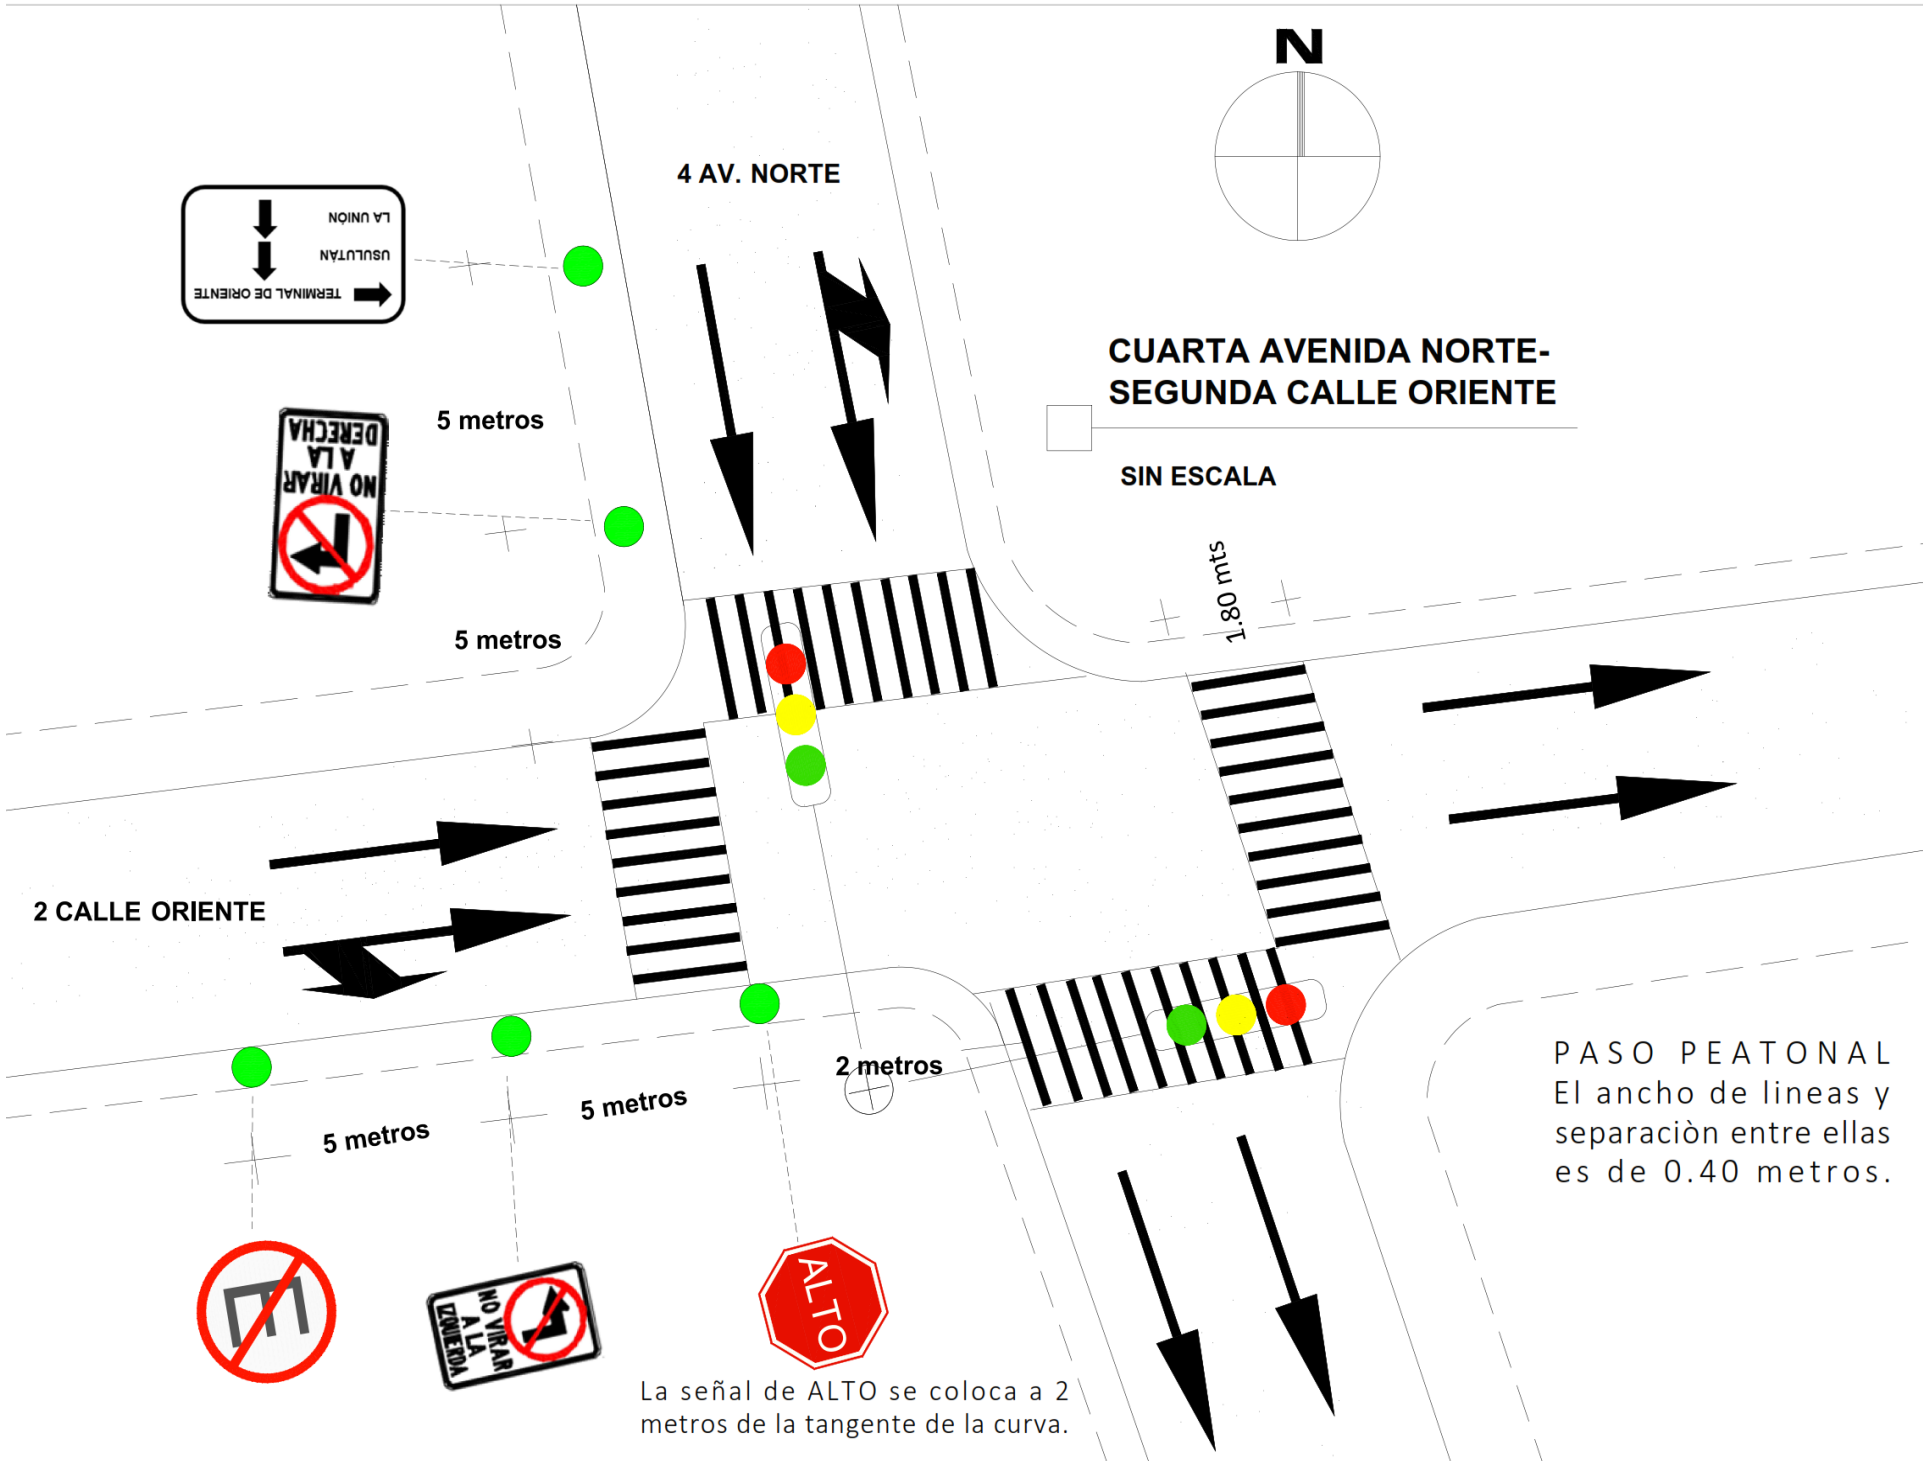 N
4 AV. NORTE
LA UNIÓN
USULUTÁN
TERMINAL DE ORIENTE
CUARTA AVENIDA NORTE-
SEGUNDA CALLE ORIENTE
SIN ESCALA
5 metros
NO VIRAR
A LA
DERECHA
5 metros
1.80 mts
2 CALLE ORIENTE
2 metros
5 metros
5 metros
PASO PEATONAL
El ancho de lineas y
separaciòn entre ellas
es de 0.40 metros.
E
NO VIRAR
A LA
IZQUIERDA
ALTO
La señal de ALTO se coloca a 2
metros de la tangente de la curva.